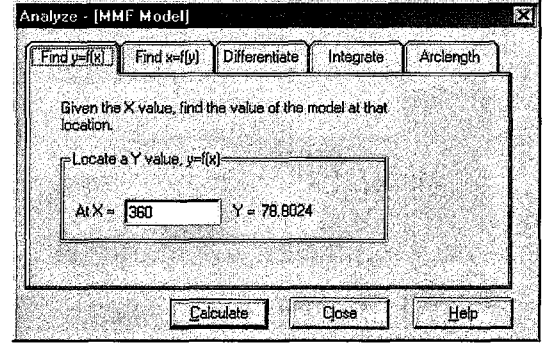 Analyze - [MMF Model]
Find y=f(x) Find x=f(y) Differentiate Integrate Arclength
Given the X value, find the value of the model at that
location.
Locate a Y value, y=f(x)
At X = 360 Y = 78.8024
Calculate Close Help